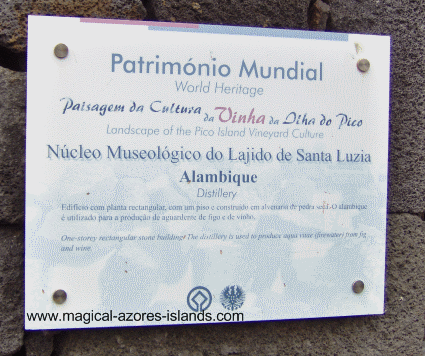 Património Mundial
World Heritage
Paisagem da Cultura da Vinha da Ilha do Pico
Landscape of the Pico Island Vineyard Culture
Núcleo Museológico do Lajido de Santa Luzia
Alambique
Distillery
Edifício com planta rectangular, com um piso e construído em alvenaria de pedra seca. O alambique
é utilizado para a produção de aguardente de figo e de vinho.
One-storey rectangular stone building. The distillery is used to produce aqua vitae (firewater) from fig
and wine.
www.magical-azores-islands.com